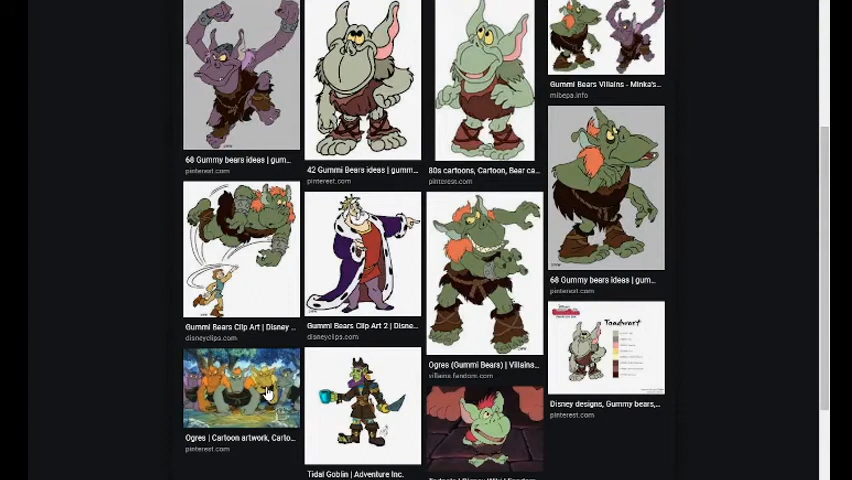 68 Gummy bears ideas | gum...
pinterest.com
42 Gummi Bears ideas | gumm...
pinterest.com
80s cartoons, Cartoon, Bear ca...
pinterest.com
Gummi Bears Villains - Minka's...
mibepa.info
68 Gummy bears ideas | gum...
pinterest.com
Gummi Bears Clip Art | Disney ...
disneyclips.com
Gummi Bears Clip Art 2 | Disne...
disneyclips.com
Ogres (Gummi Bears) | Villains...
villains.fandom.com
Toadwart
Disney designs, Gummy bears,...
pinterest.com
Ogres | Cartoon artwork, Carto...
pinterest.com
Tidal Goblin | Adventure Inc.